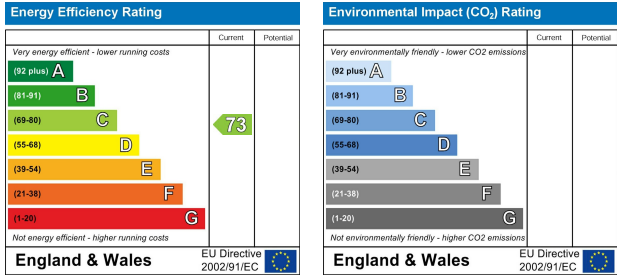 Energy Efficiency Rating
Current Potential
Very energy efficient - lower running costs
(92 plus) A
(81-91) B
(69-80) C
73
(55-68) D
(39-54) E
(21-38) F
(1-20) G
Not energy efficient - higher running costs
England & Wales
EU Directive
2002/91/EC
Environmental Impact (CO2) Rating
Current Potential
Very environmentally friendly - lower CO2 emissions
(92 plus) A
(81-91) B
(69-80) C
(55-68) D
(39-54) E
(21-38) F
(1-20) G
Not environmentally friendly - higher CO2 emissions
England & Wales
EU Directive
2002/91/EC